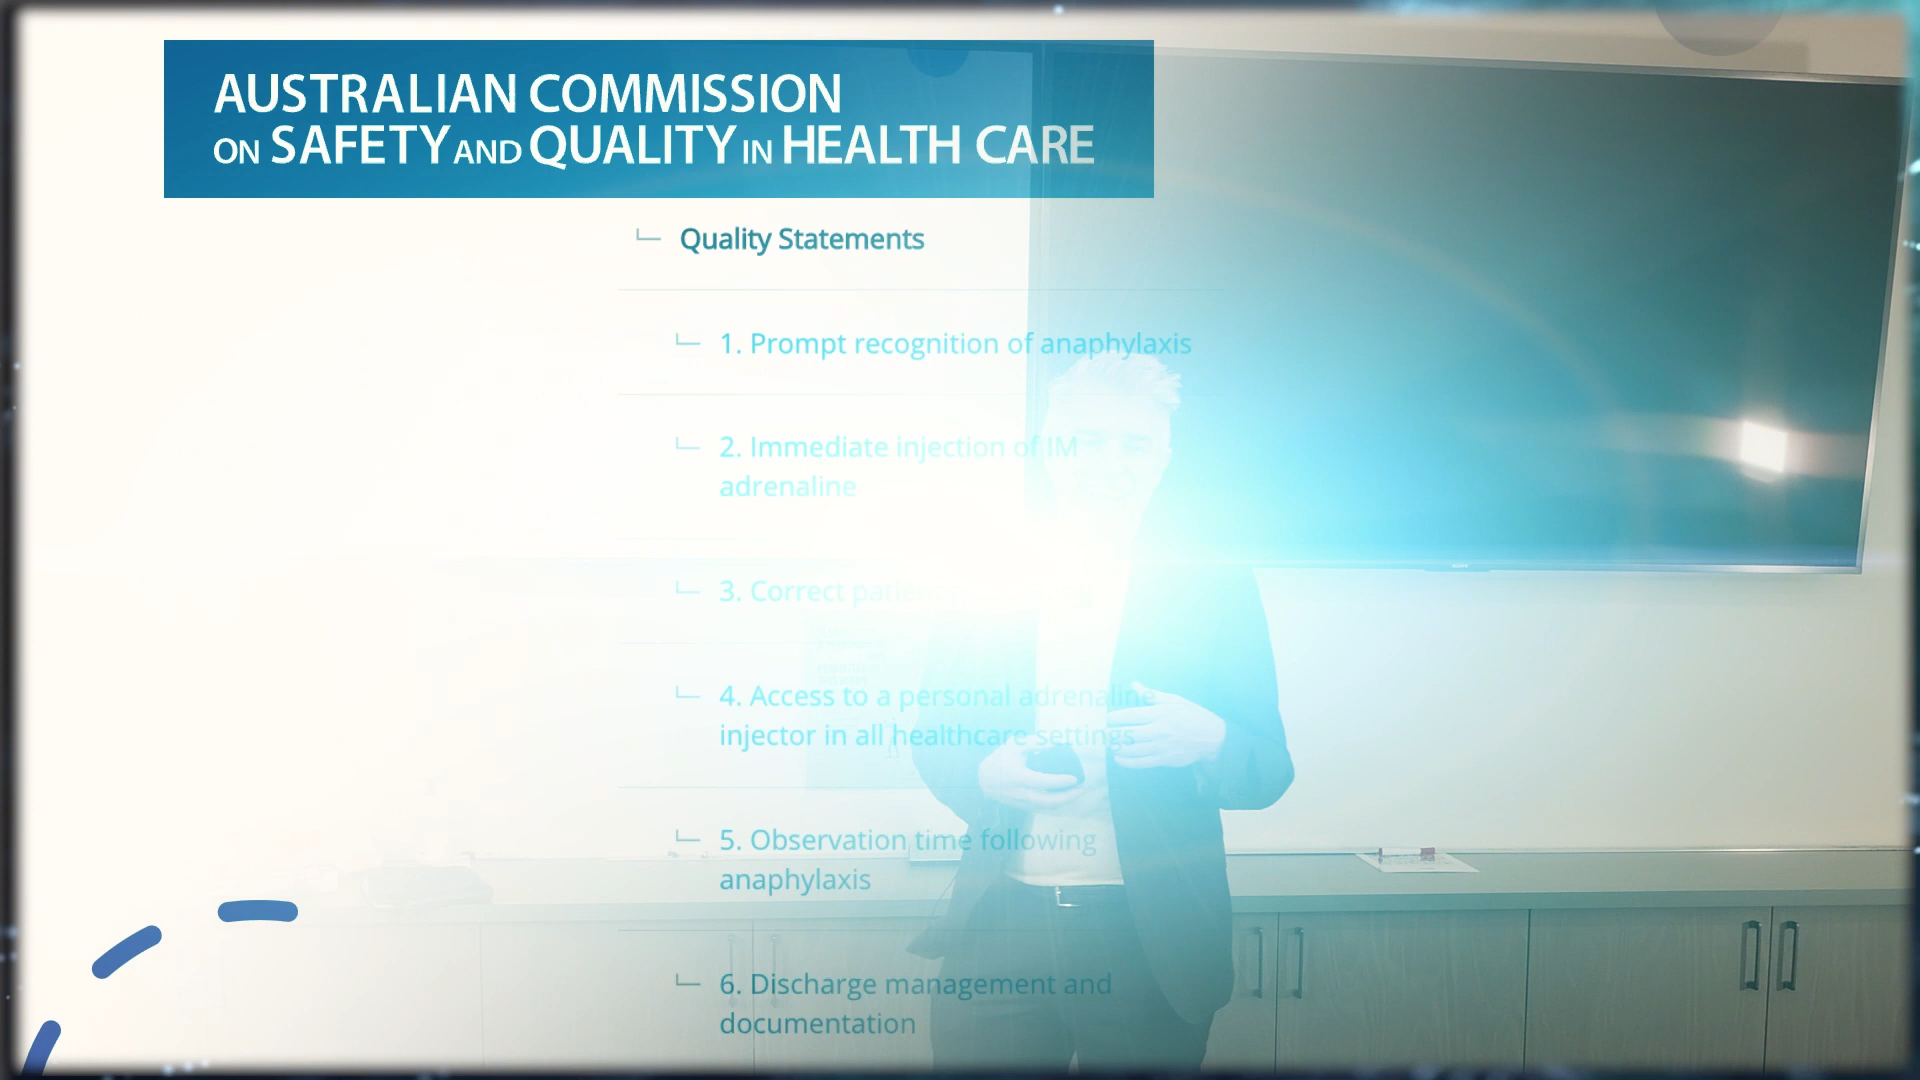 AUSTRALIAN COMMISSION
ON SAFETY AND QUALITY IN HEALTH CARE
Quality Statements
1. Prompt recognition of anaphylaxis
2. Immediate injection of IM
adrenaline
3. Correct patient
4. Access to a personal adrenaline
injector in all healthcare settings
5. Observation time following
anaphylaxis
6. Discharge management and
documentation